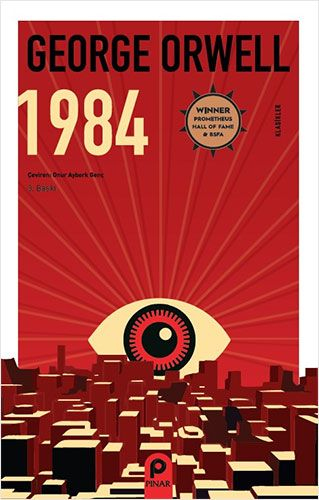 GEORGE ORWELL
1984
WINNER
PROMETHEUS
HALL OF FAME
& BSFA
KLASİKLER
Çeviren: Onur Ayberk Genç
3. Baskı
p
PINAR